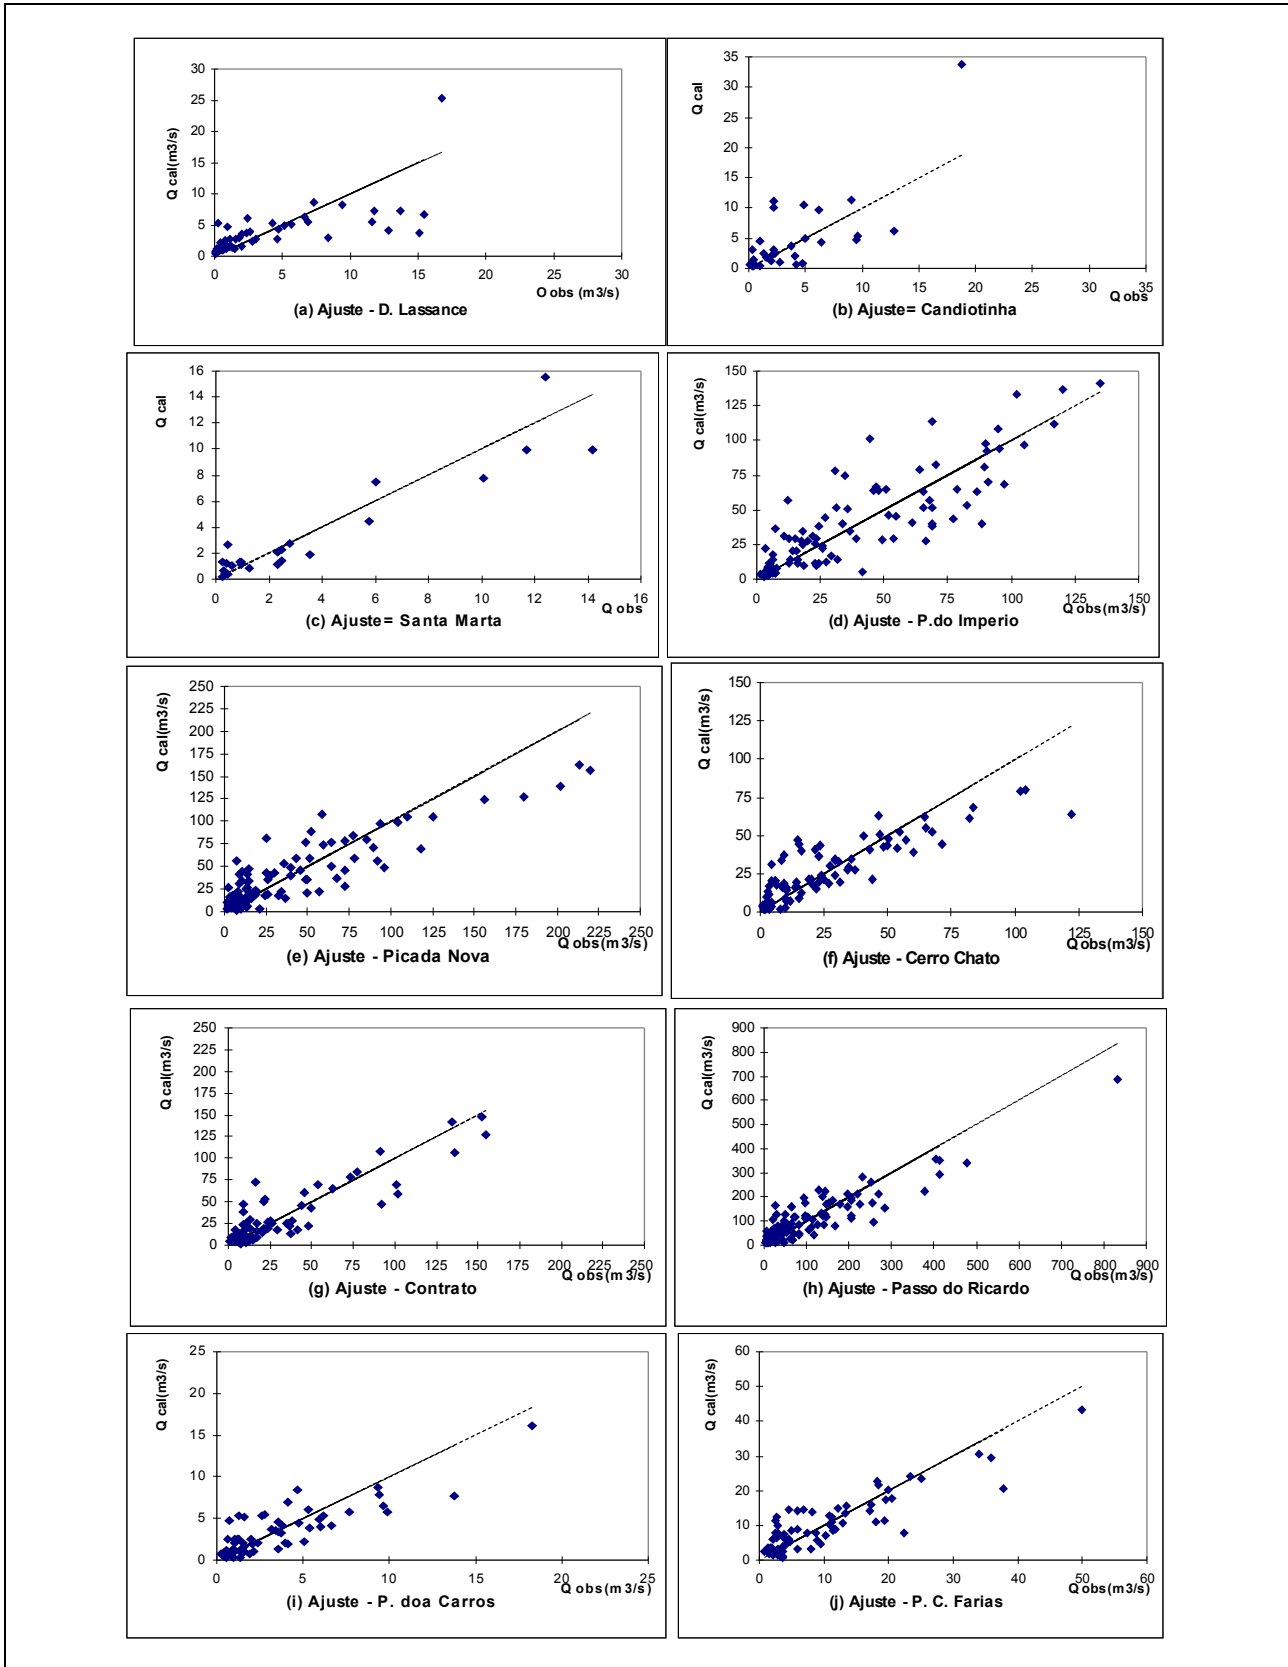 30
25
20
15
10
5
0
Q cal(m3/s)
0 5 10 15 20 25 30
O obs (m3/s)
(a) Ajuste - D. Lassance
35
30
25
20
15
10
5
0
Q cal
0 5 10 15 20 25 30 35
Q obs
(b) Ajuste= Candiotinha
16
14
12
10
8
6
4
2
0
Q cal
0 2 4 6 8 10 12 14 16
Q obs
(c) Ajuste= Santa Marta
150
125
100
75
50
25
0
Q cal(m3/s)
0 25 50 75 100 125 150
Q obs(m3/s)
(d) Ajuste - P.do Imperio
250
225
200
175
150
125
100
75
50
25
0
Q cal(m3/s)
0 25 50 75 100 125 150 175 200 225 250
Q obs(m3/s)
(e) Ajuste - Picada Nova
150
125
100
75
50
25
0
Q cal(m3/s)
0 25 50 75 100 125 150
Q obs(m3/s)
(f) Ajuste - Cerro Chato
250
225
200
175
150
125
100
75
50
25
0
Q cal(m3/s)
0 25 50 75 100 125 150 175 200 225 250
Q obs(m3/s)
(g) Ajuste - Contrato
900
800
700
600
500
400
300
200
100
0
Q cal(m3/s)
0 100 200 300 400 500 600 700 800 900
Q obs(m3/s)
(h) Ajuste - Passo do Ricardo
25
20
15
10
5
0
Q cal(m3/s)
0 5 10 15 20 25
Q obs(m3/s)
(i) Ajuste - P. doa Carros
60
50
40
30
20
10
0
Q cal(m3/s)
0 10 20 30 40 50 60
Q obs(m3/s)
(j) Ajuste - P. C. Farias